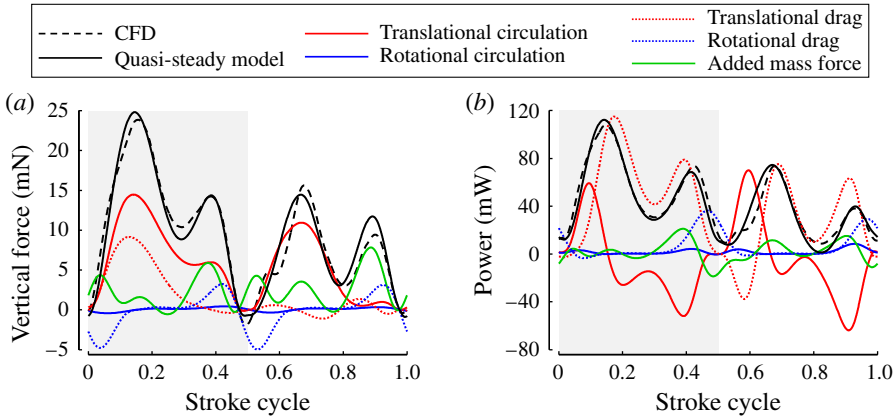 CFD
Quasi-steady model
Translational circulation
Rotational circulation
Translational drag
Rotational drag
Added mass force
(a)
25
20
15
10
5
0
−5
Vertical force (mN)
0
0.2
0.4
0.6
0.8
1.0
Stroke cycle
(b)
120
80
40
0
−40
−80
Power (mW)
0
0.2
0.4
0.6
0.8
1.0
Stroke cycle